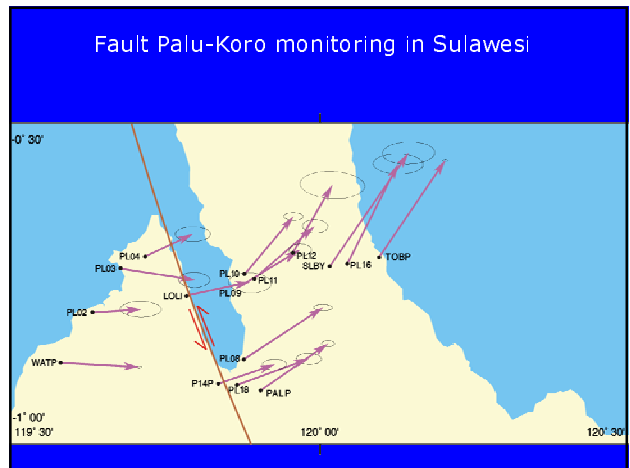 Fault Palu-Koro monitoring in Sulawesi
-0° 30'
PL04
PL03
PL10
PL11
PL12
SLBY
PL16
TOBP
LOLI
PL09
PL02
PL08
WATP
P14P
PL18
PALP
-1° 00'
119° 30'
120° 00'
120° 30'